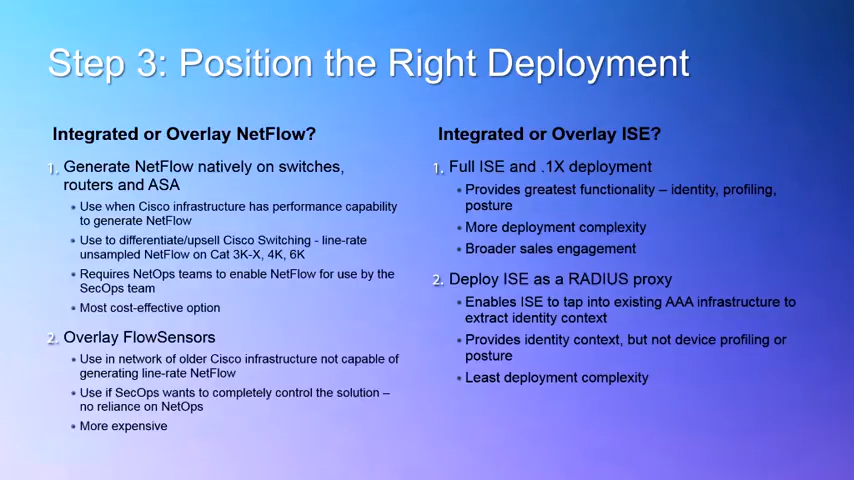 Step 3: Position the Right Deployment
Integrated or Overlay NetFlow?
1. Generate NetFlow natively on switches,
routers and ASA
• Use when Cisco infrastructure has performance capability
to generate NetFlow
• Use to differentiate/upsell Cisco Switching - line-rate
unsampled NetFlow on Cat 3K-X, 4K, 6K
• Requires NetOps teams to enable NetFlow for use by the
SecOps team
• Most cost-effective option
2. Overlay FlowSensors
• Use in network of older Cisco infrastructure not capable of
generating line-rate NetFlow
• Use if SecOps wants to completely control the solution –
no reliance on NetOps
• More expensive
Integrated or Overlay ISE?
1. Full ISE and .1X deployment
• Provides greatest functionality – identity, profiling,
posture
• More deployment complexity
• Broader sales engagement
2. Deploy ISE as a RADIUS proxy
• Enables ISE to tap into existing AAA infrastructure to
extract identity context
• Provides identity context, but not device profiling or
posture
• Least deployment complexity